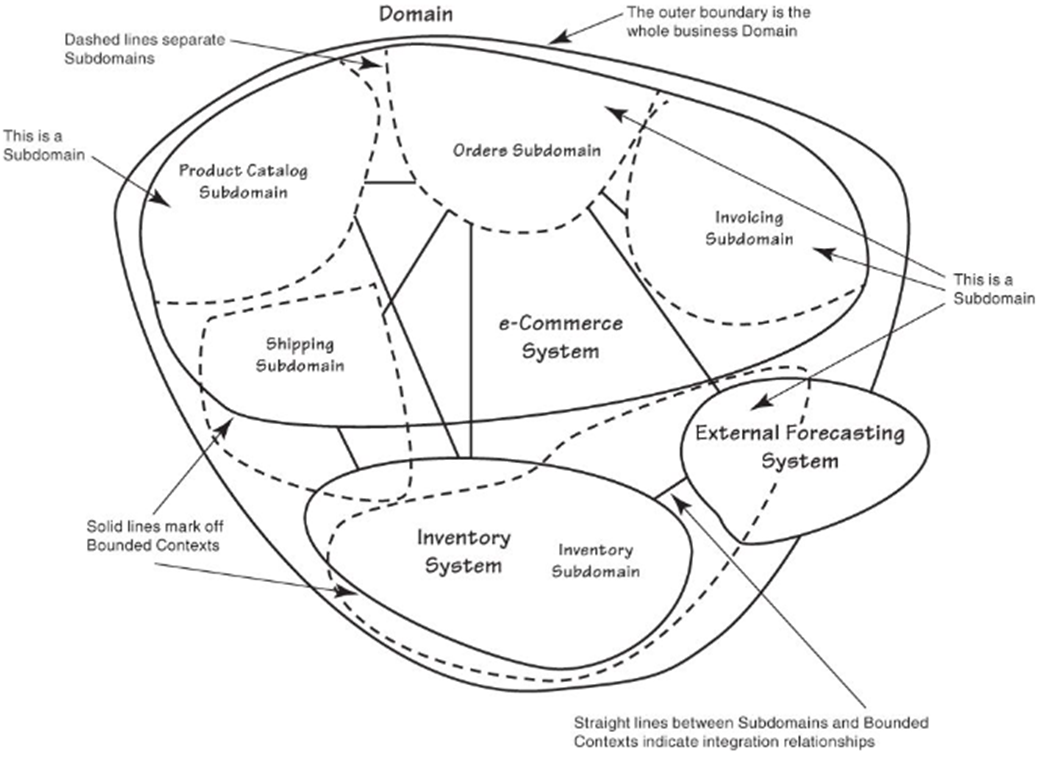 Domain
The outer boundary is the
whole business Domain
Dashed lines separate
Subdomains
This is a
Subdomain
Product Catalog
Subdomain
Orders Subdomain
Invoicing
Subdomain
This is a
Subdomain
e-Commerce
System
Shipping
Subdomain
External Forecasting
System
Solid lines mark off
Bounded Contexts
Inventory
System
Inventory
Subdomain
Straight lines between Subdomains and Bounded
Contexts indicate integration relationships